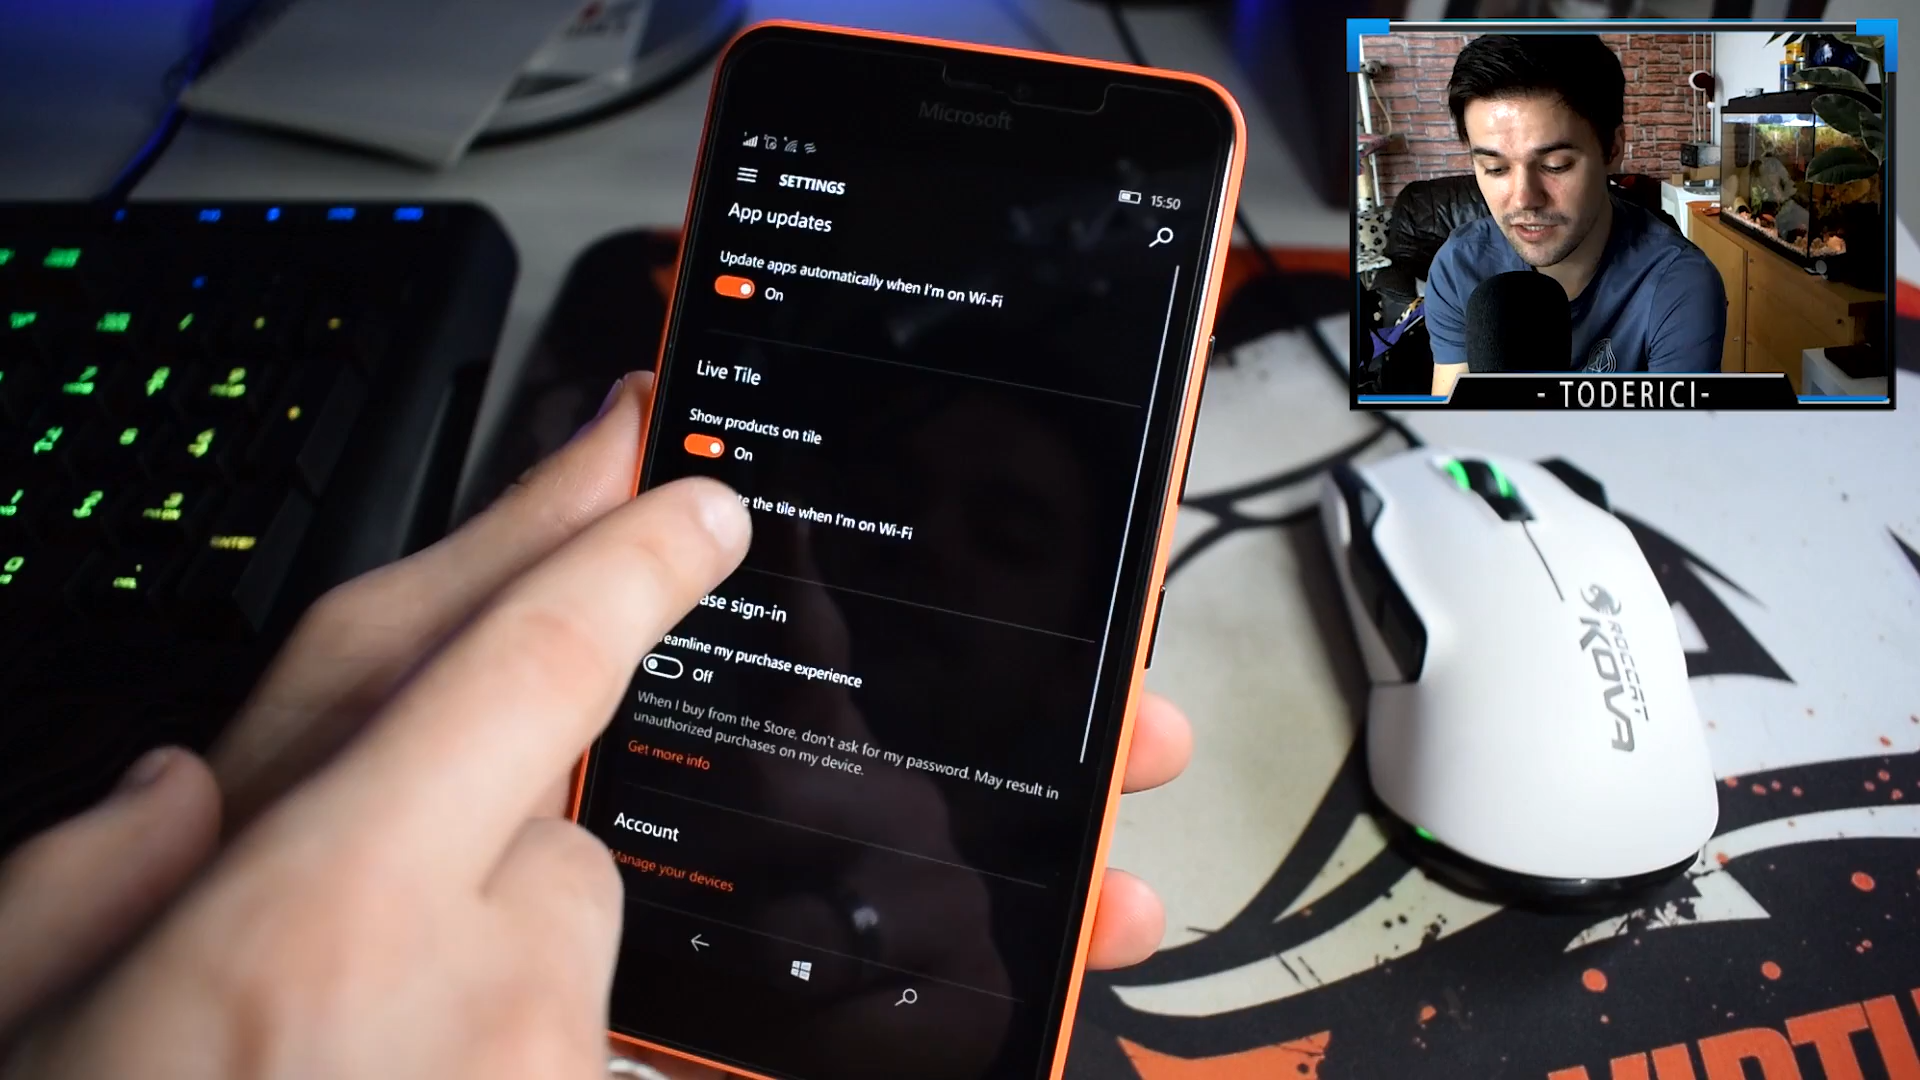 Microsoft
SETTINGS
15:50
App updates
Update apps automatically when I'm on Wi-Fi
On
Live Tile
Show products on tile
On
the tile when I'm on Wi-Fi
sign-in
my purchase experience
Off
When I buy from the Store, don't ask for my password. May result in
unauthorized purchases on my device.
Get more info
Account
Manage your devices
- TODERICI-
ROCCAT
KOVA
ENTER